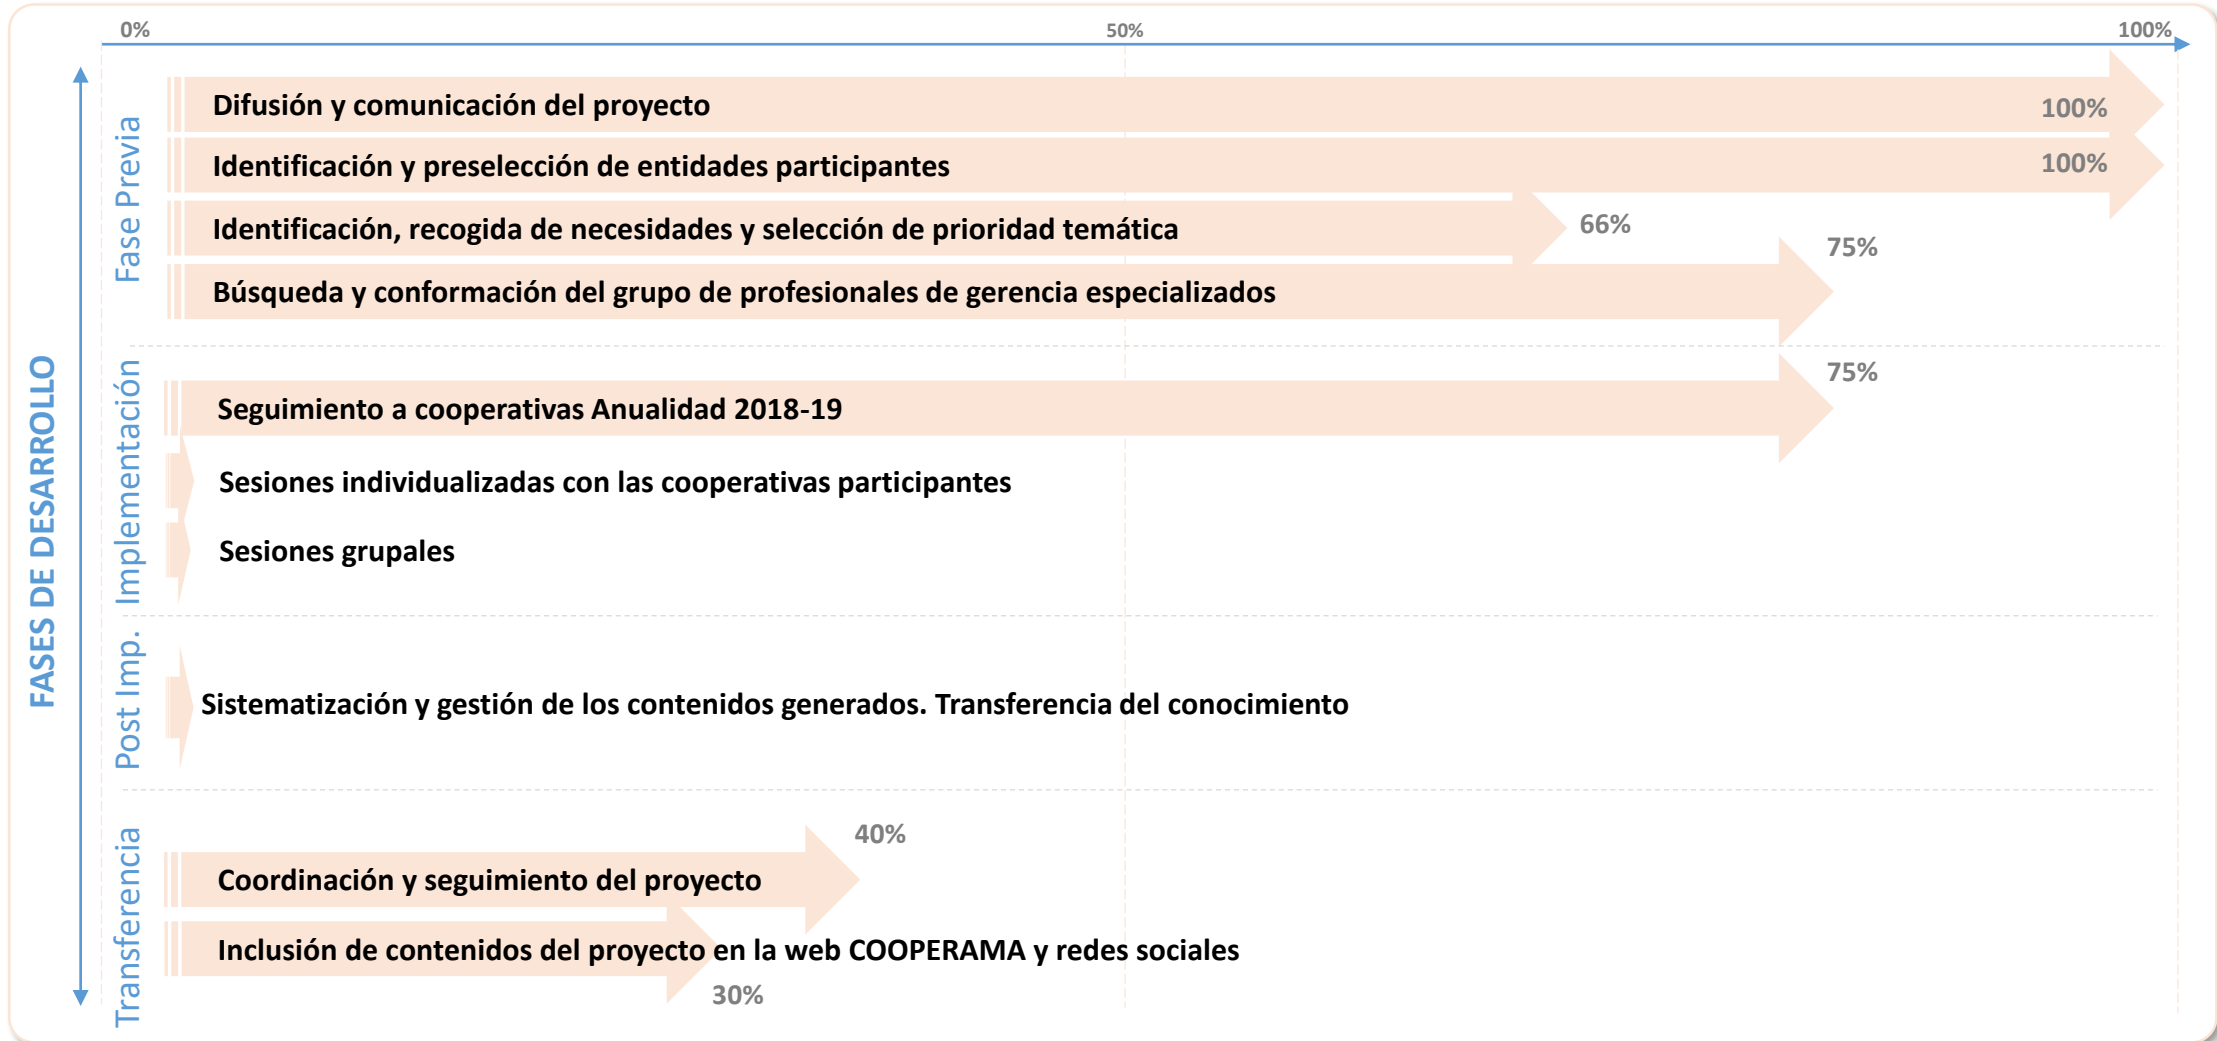 0%
50%
100%
FASES DE DESARROLLO
Fase Previa
Difusión y comunicación del proyecto
100%
Identificación y preselección de entidades participantes
100%
Identificación, recogida de necesidades y selección de prioridad temática
66%
Búsqueda y conformación del grupo de profesionales de gerencia especializados
75%
Implementación
Seguimiento a cooperativas Anualidad 2018-19
75%
Sesiones individualizadas con las cooperativas participantes
Sesiones grupales
Post Imp.
Sistematización y gestión de los contenidos generados. Transferencia del conocimiento
Transferencia
Coordinación y seguimiento del proyecto
40%
Inclusión de contenidos del proyecto en la web COOPERAMA y redes sociales
30%